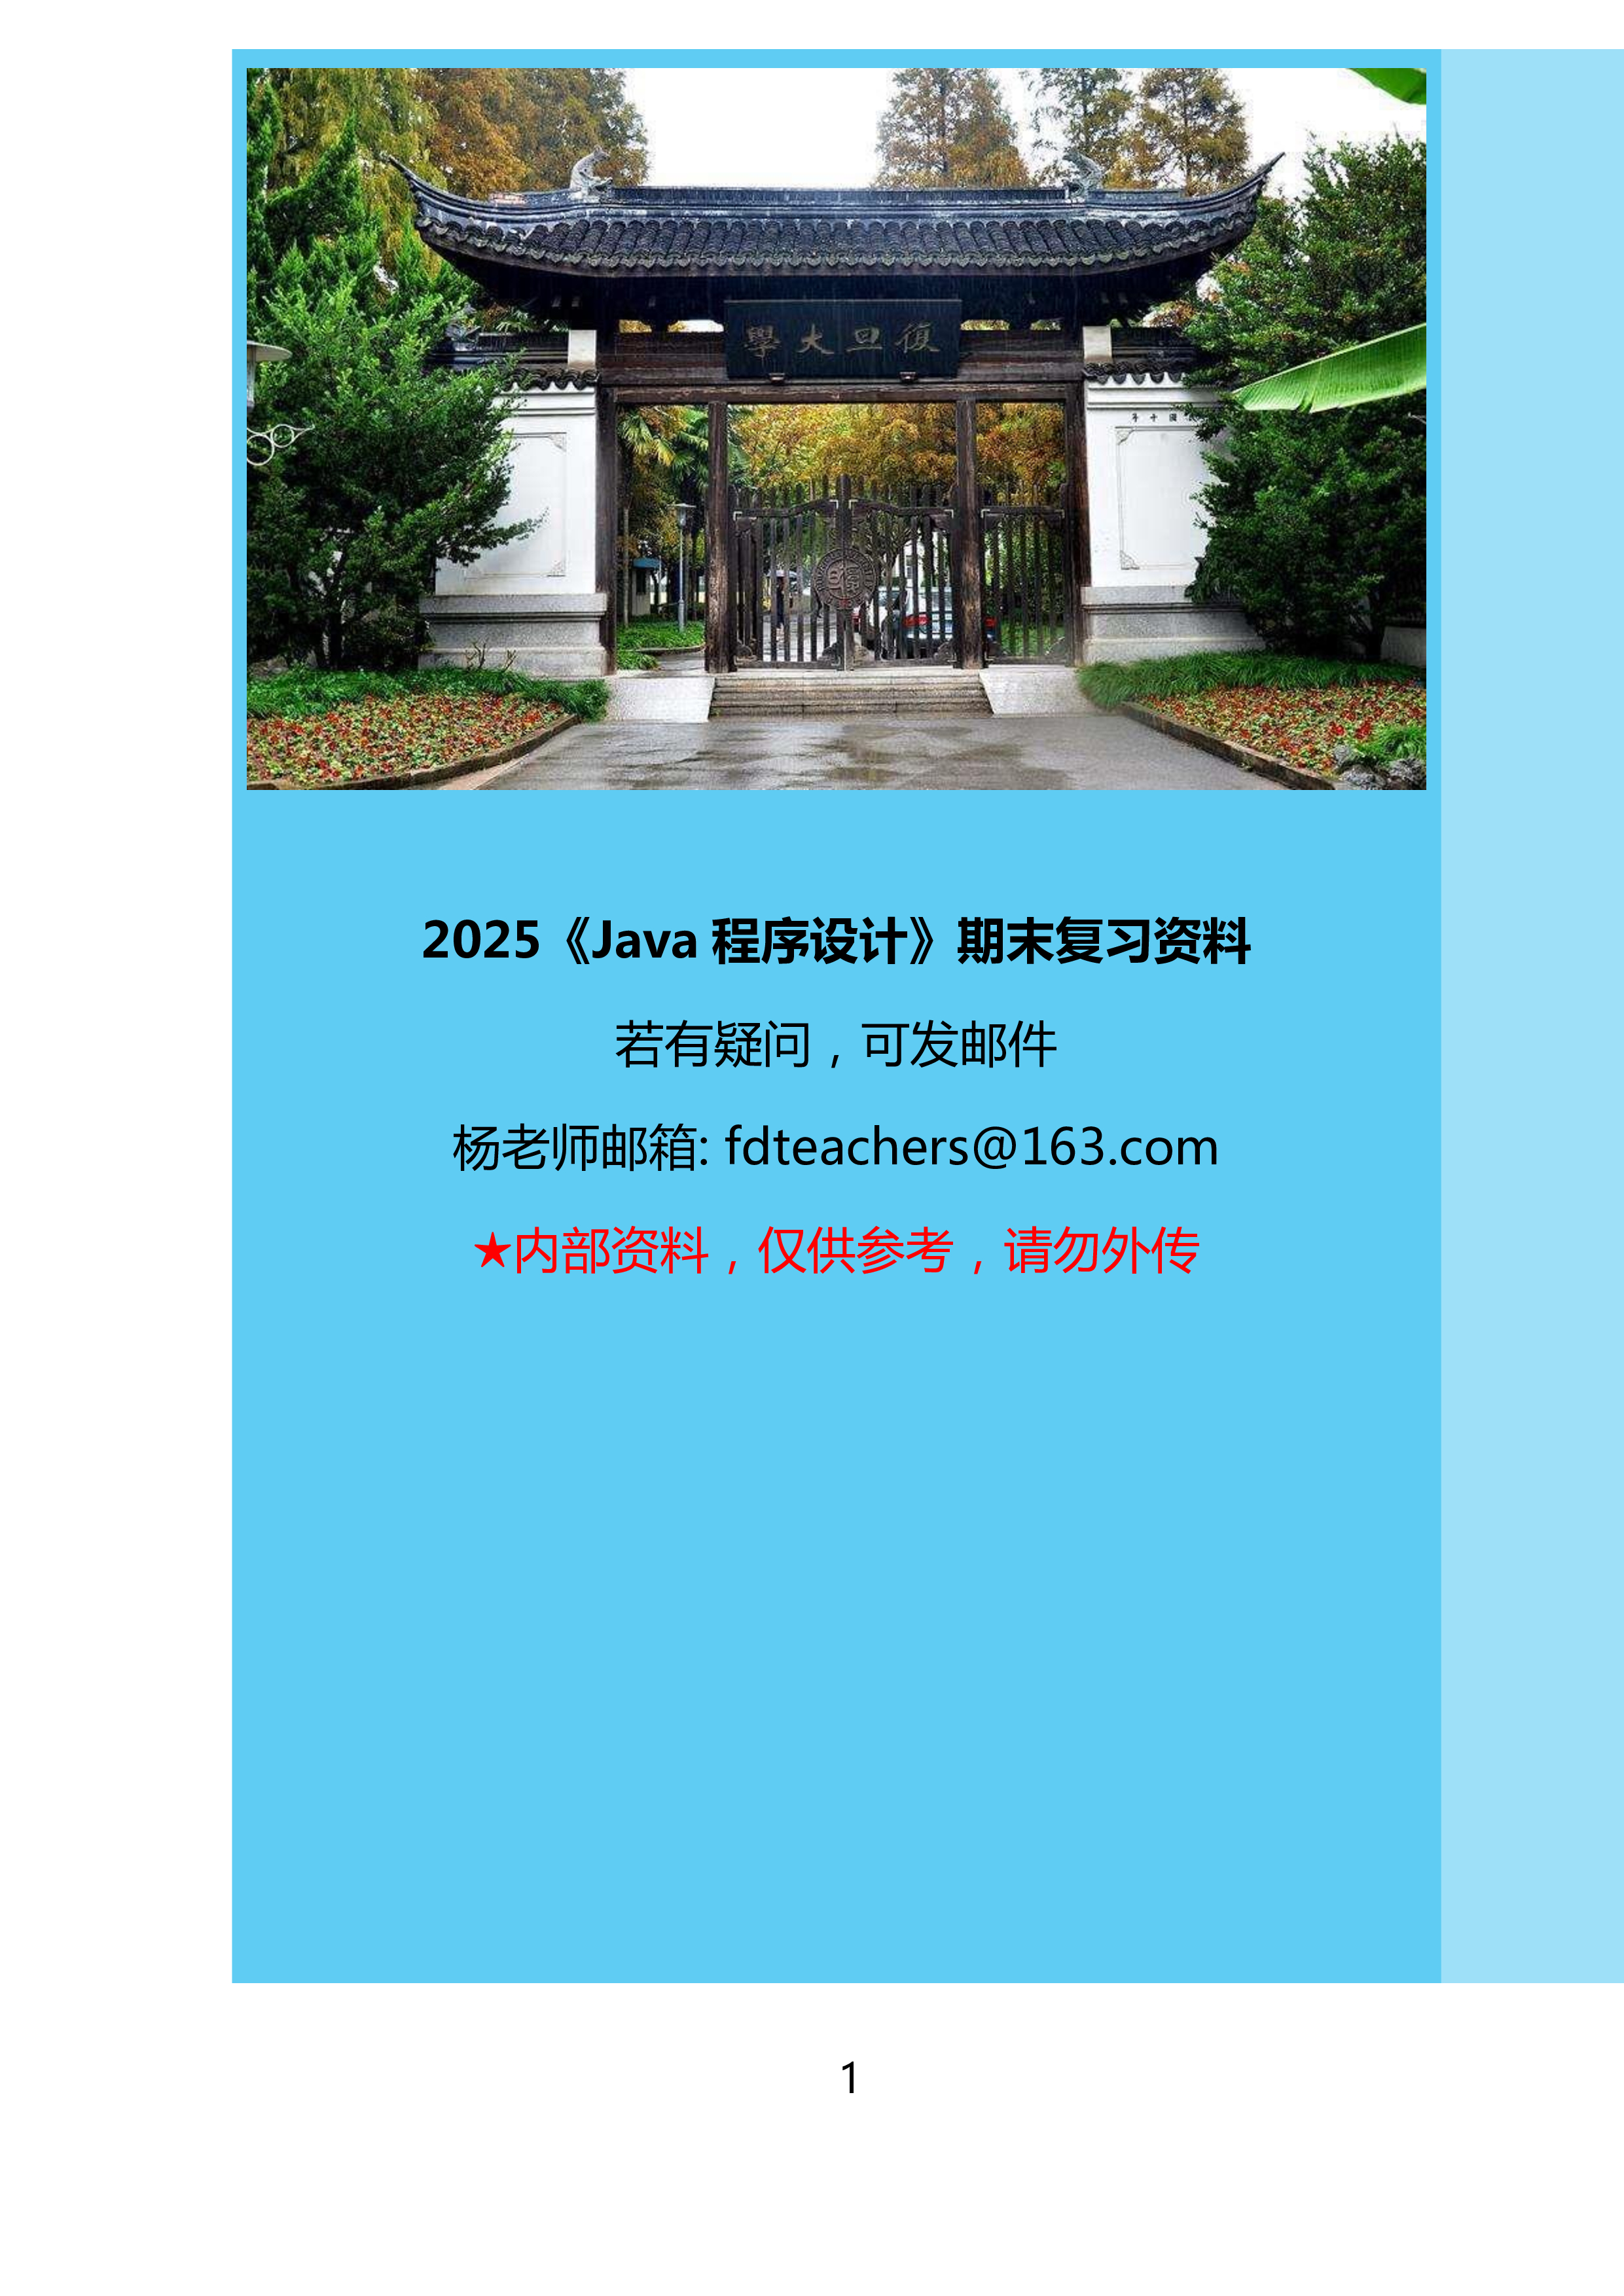 學大旦復
2025《Java 程序设计》期末复习资料
若有疑问，可发邮件
杨老师邮箱: fdteachers@163.com
★内部资料，仅供参考，请勿外传
1